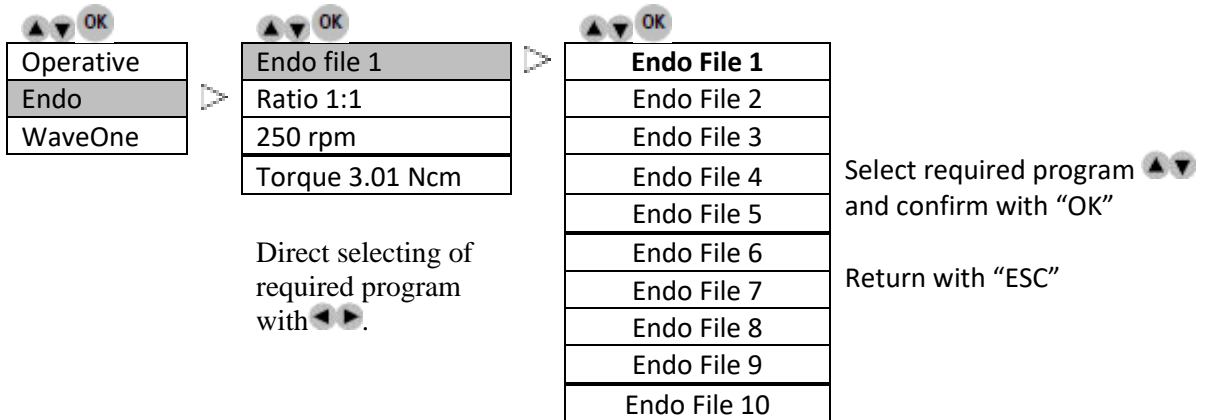 OK
Operative
Endo
WaveOne
OK
Endo file 1
Ratio 1:1
250 rpm
Torque 3.01 Ncm
Direct selecting of
required program
with .
OK
Endo File 1
Endo File 2
Endo File 3
Endo File 4
Endo File 5
Endo File 6
Endo File 7
Endo File 8
Endo File 9
Endo File 10
Select required program
and confirm with “OK”
Return with “ESC”